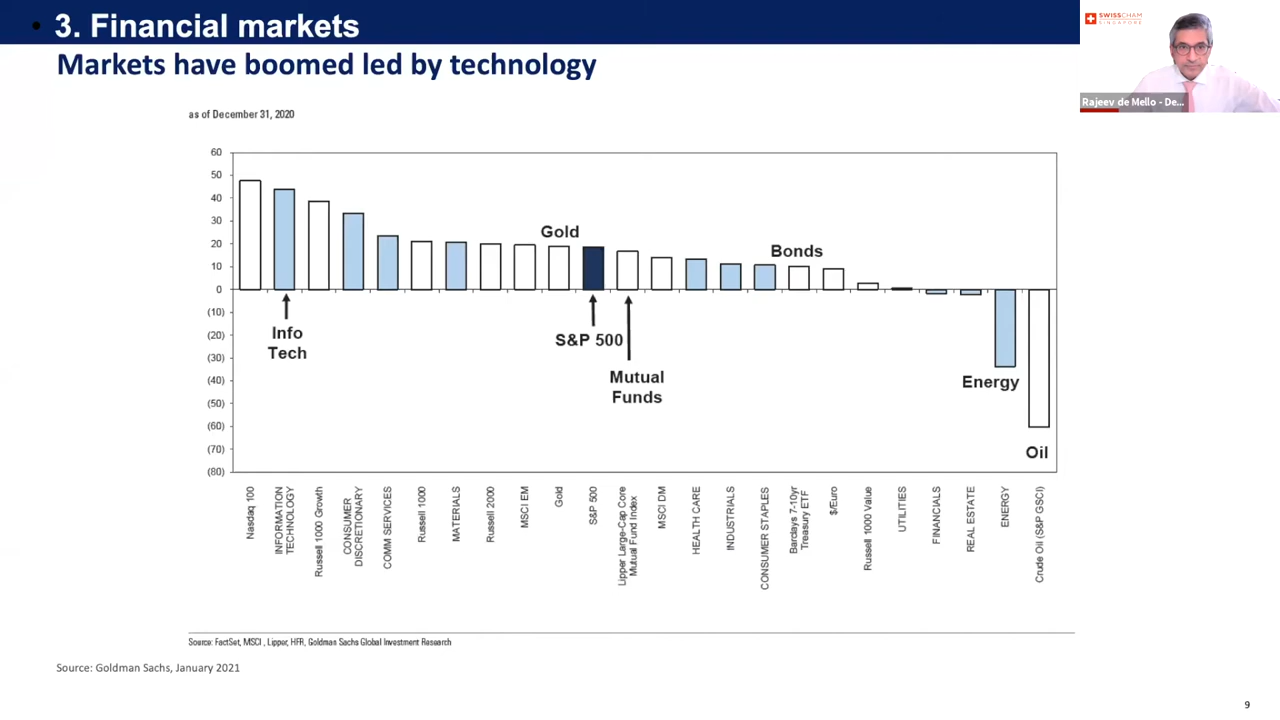 • 3. Financial markets
Markets have boomed led by technology
SWISSCHAM
SINGAPORE
Rajeev de Mello - De...
as of December 31, 2020
60
50
40
30
20
10
0
(10)
(20)
(30)
(40)
(50)
(60)
(70)
(80)
Gold
Bonds
Info
Tech
S&P 500
Mutual
Funds
Energy
Oil
Nasdaq 100
INFORMATION
TECHNOLOGY
Russell 1000 Growth
CONSUMER
DISCRETIONARY
COMM SERVICES
Russell 1000
MATERIALS
Russell 2000
MSCI EM
Gold
S&P 500
Lipper Large-Cap Core
Mutual Fund Index
MSCI DM
HEALTH CARE
INDUSTRIALS
CONSUMER STAPLES
Barclays 7-10yr
Treasury ETF
$/Euro
Russell 1000 Value
UTILITIES
FINANCIALS
REAL ESTATE
ENERGY
Crude Oil (S&P GSCI)
Source: FactSet, MSCI , Lipper, HFR, Goldman Sachs Global Investment Research
Source: Goldman Sachs, January 2021
9